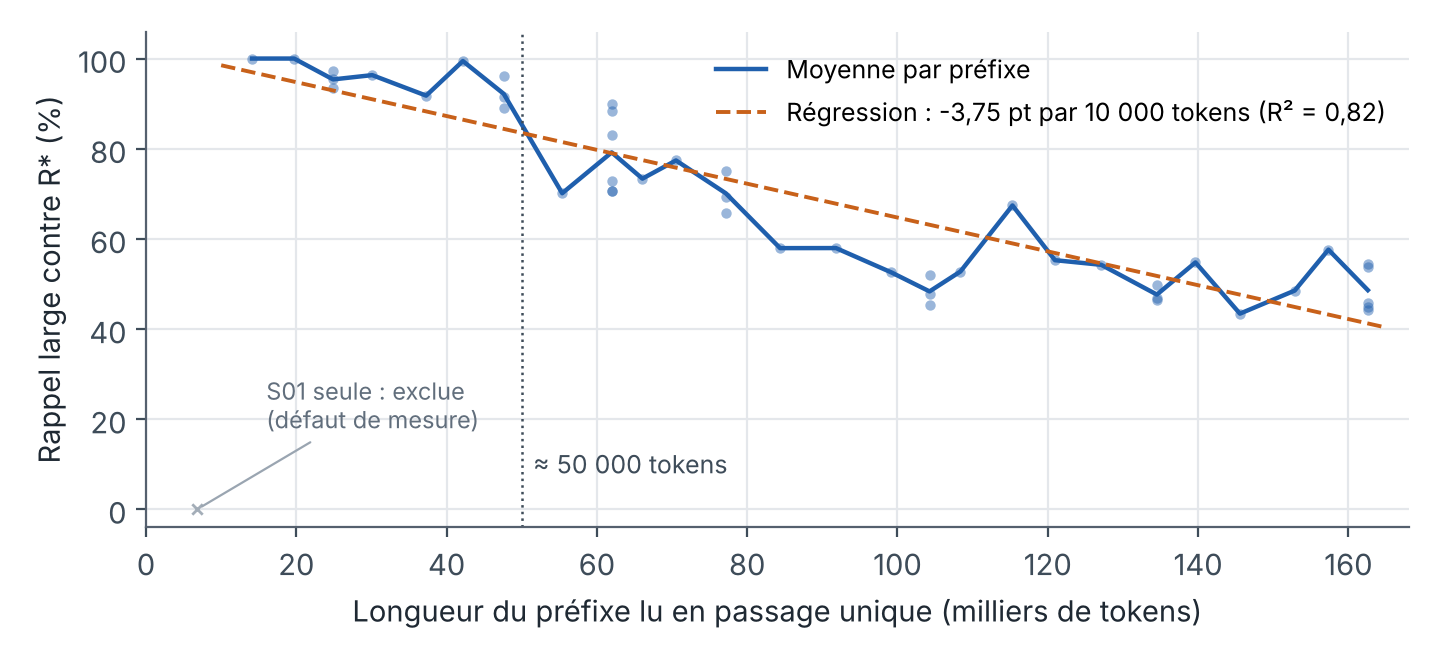 Moyenne par préfixe
Régression : -3,75 pt par 10 000 tokens (R² = 0,82)
Rappel large contre R* (%)
100
80
60
40
20
0
S01 seule : exclue
(défaut de mesure)
≈ 50 000 tokens
0 20 40 60 80 100 120 140 160
Longueur du préfixe lu en passage unique (milliers de tokens)